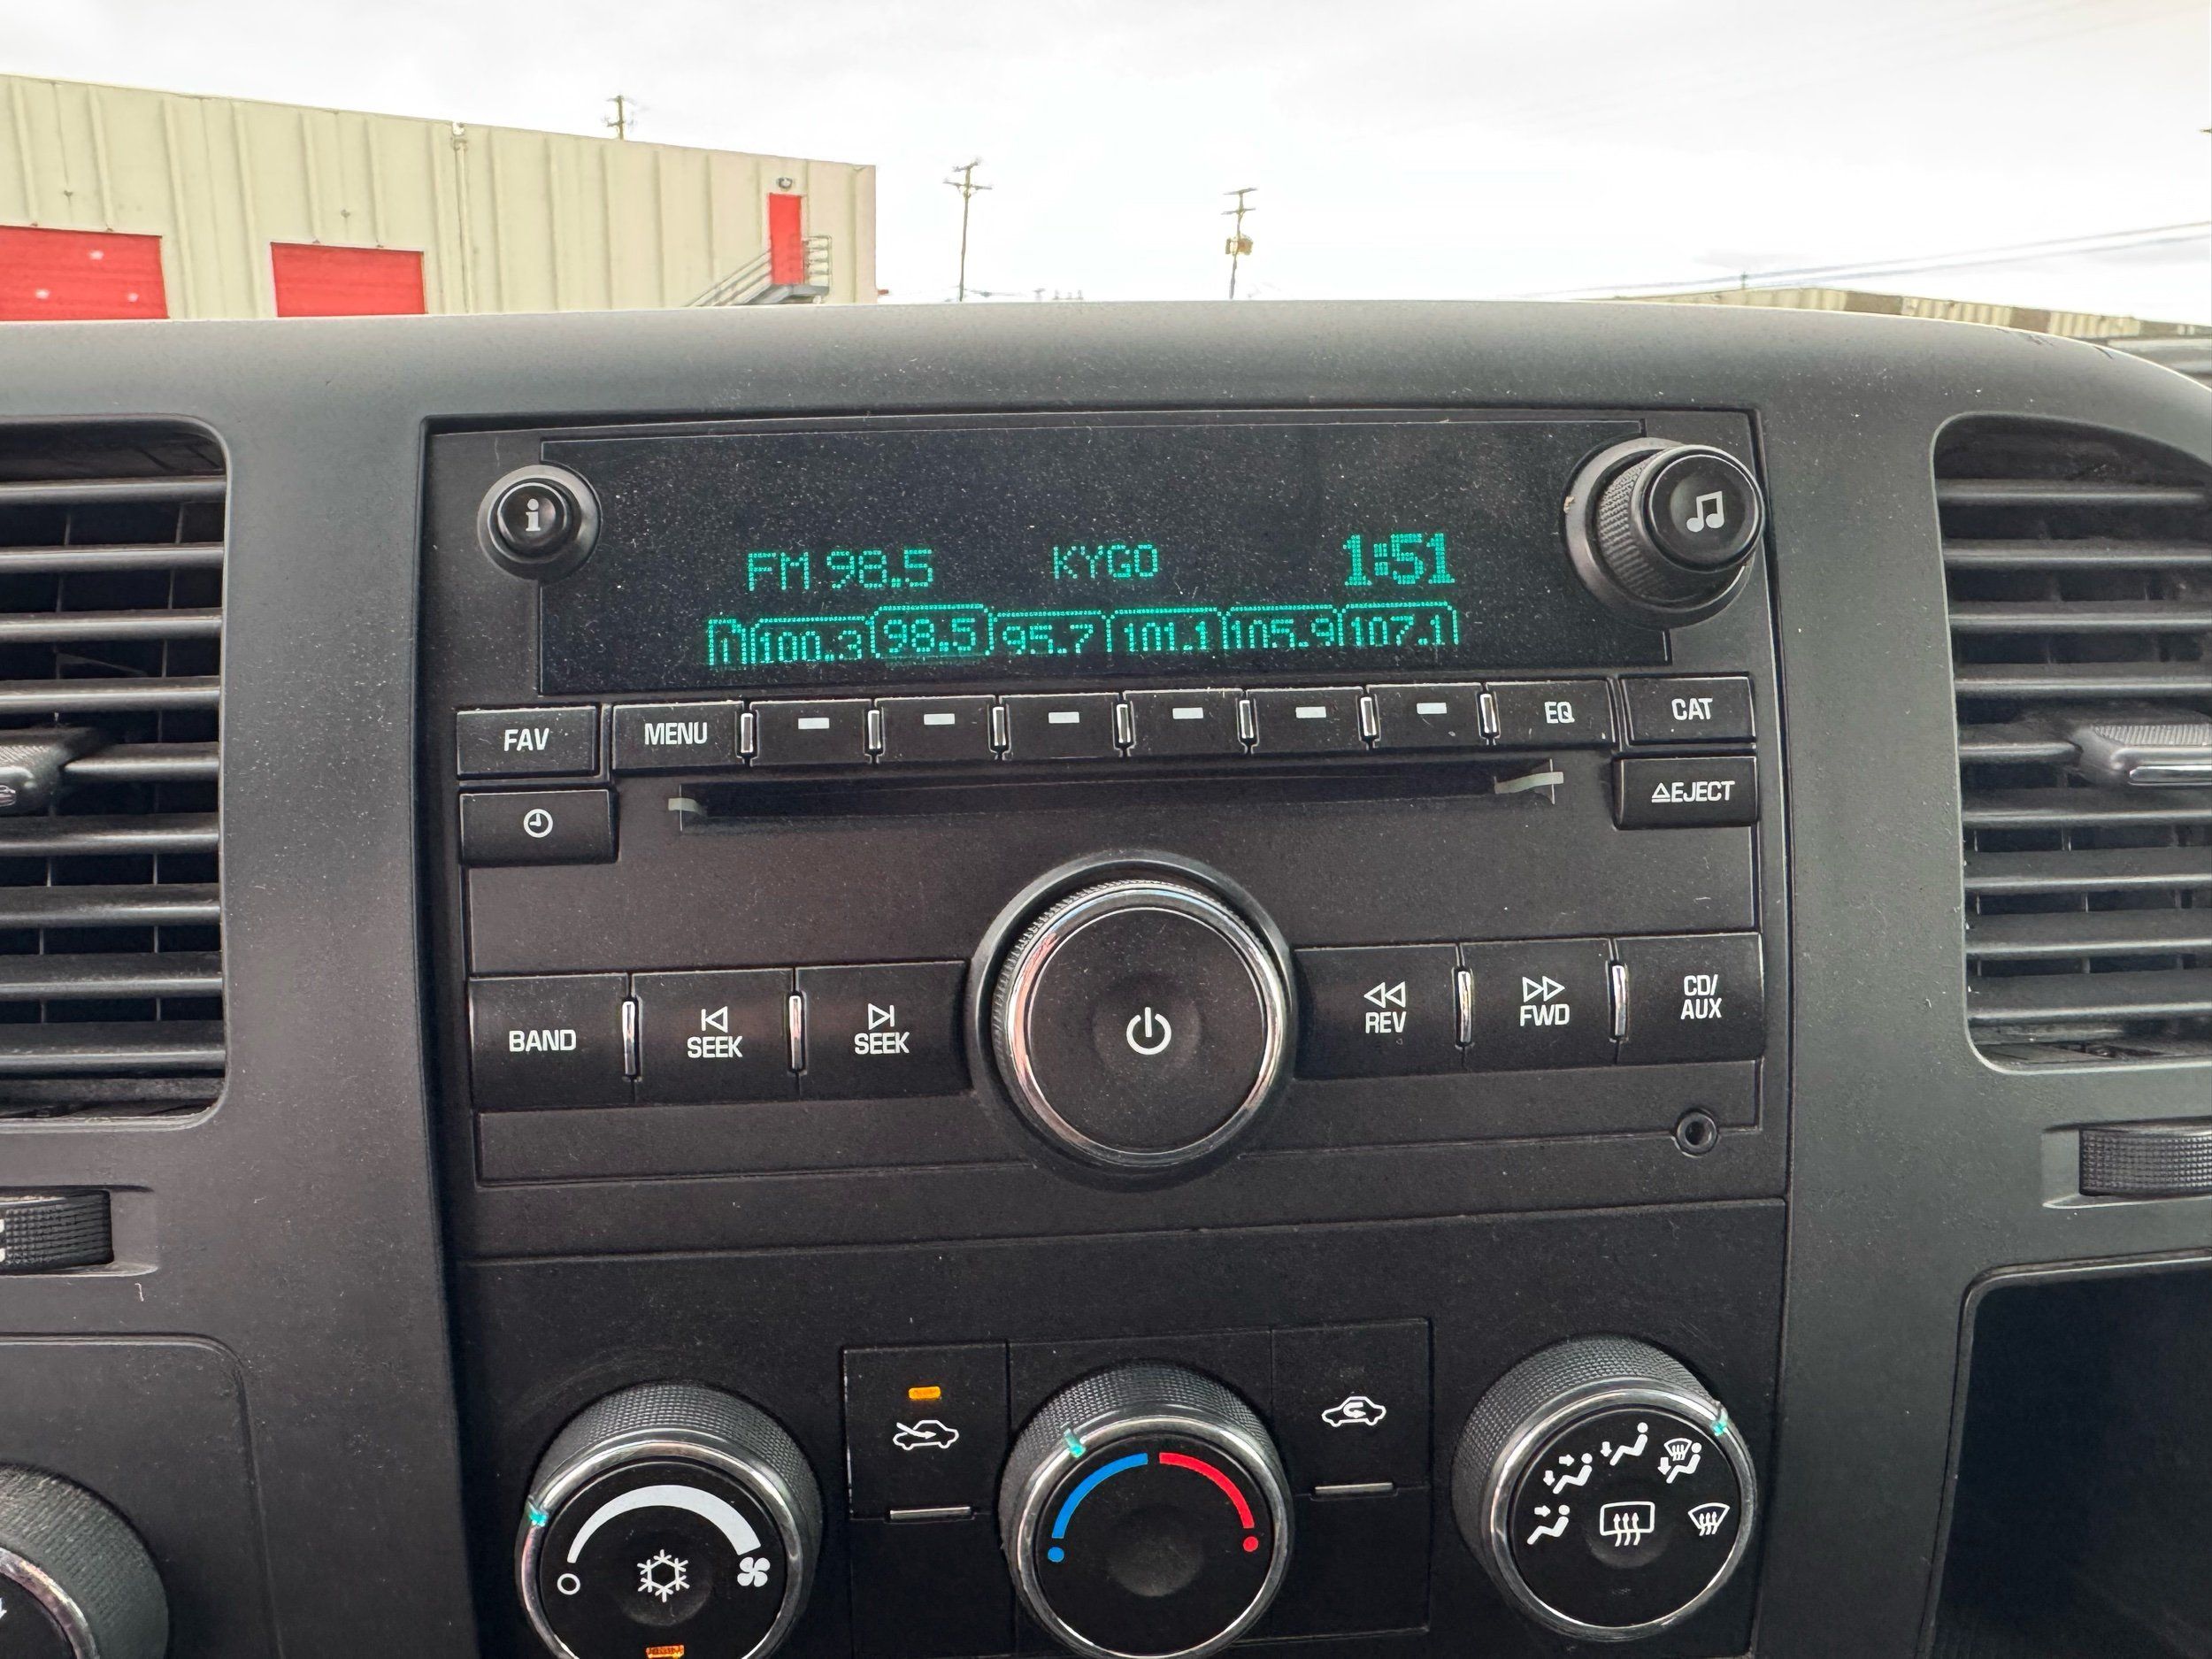 FM 98.5 KYGO 1:51
1 100.3 98.5 95.7 101.1 105.9 107.1
FAV MENU EQ CAT
EJECT
BAND SEEK SEEK REV FWD CD/
AUX